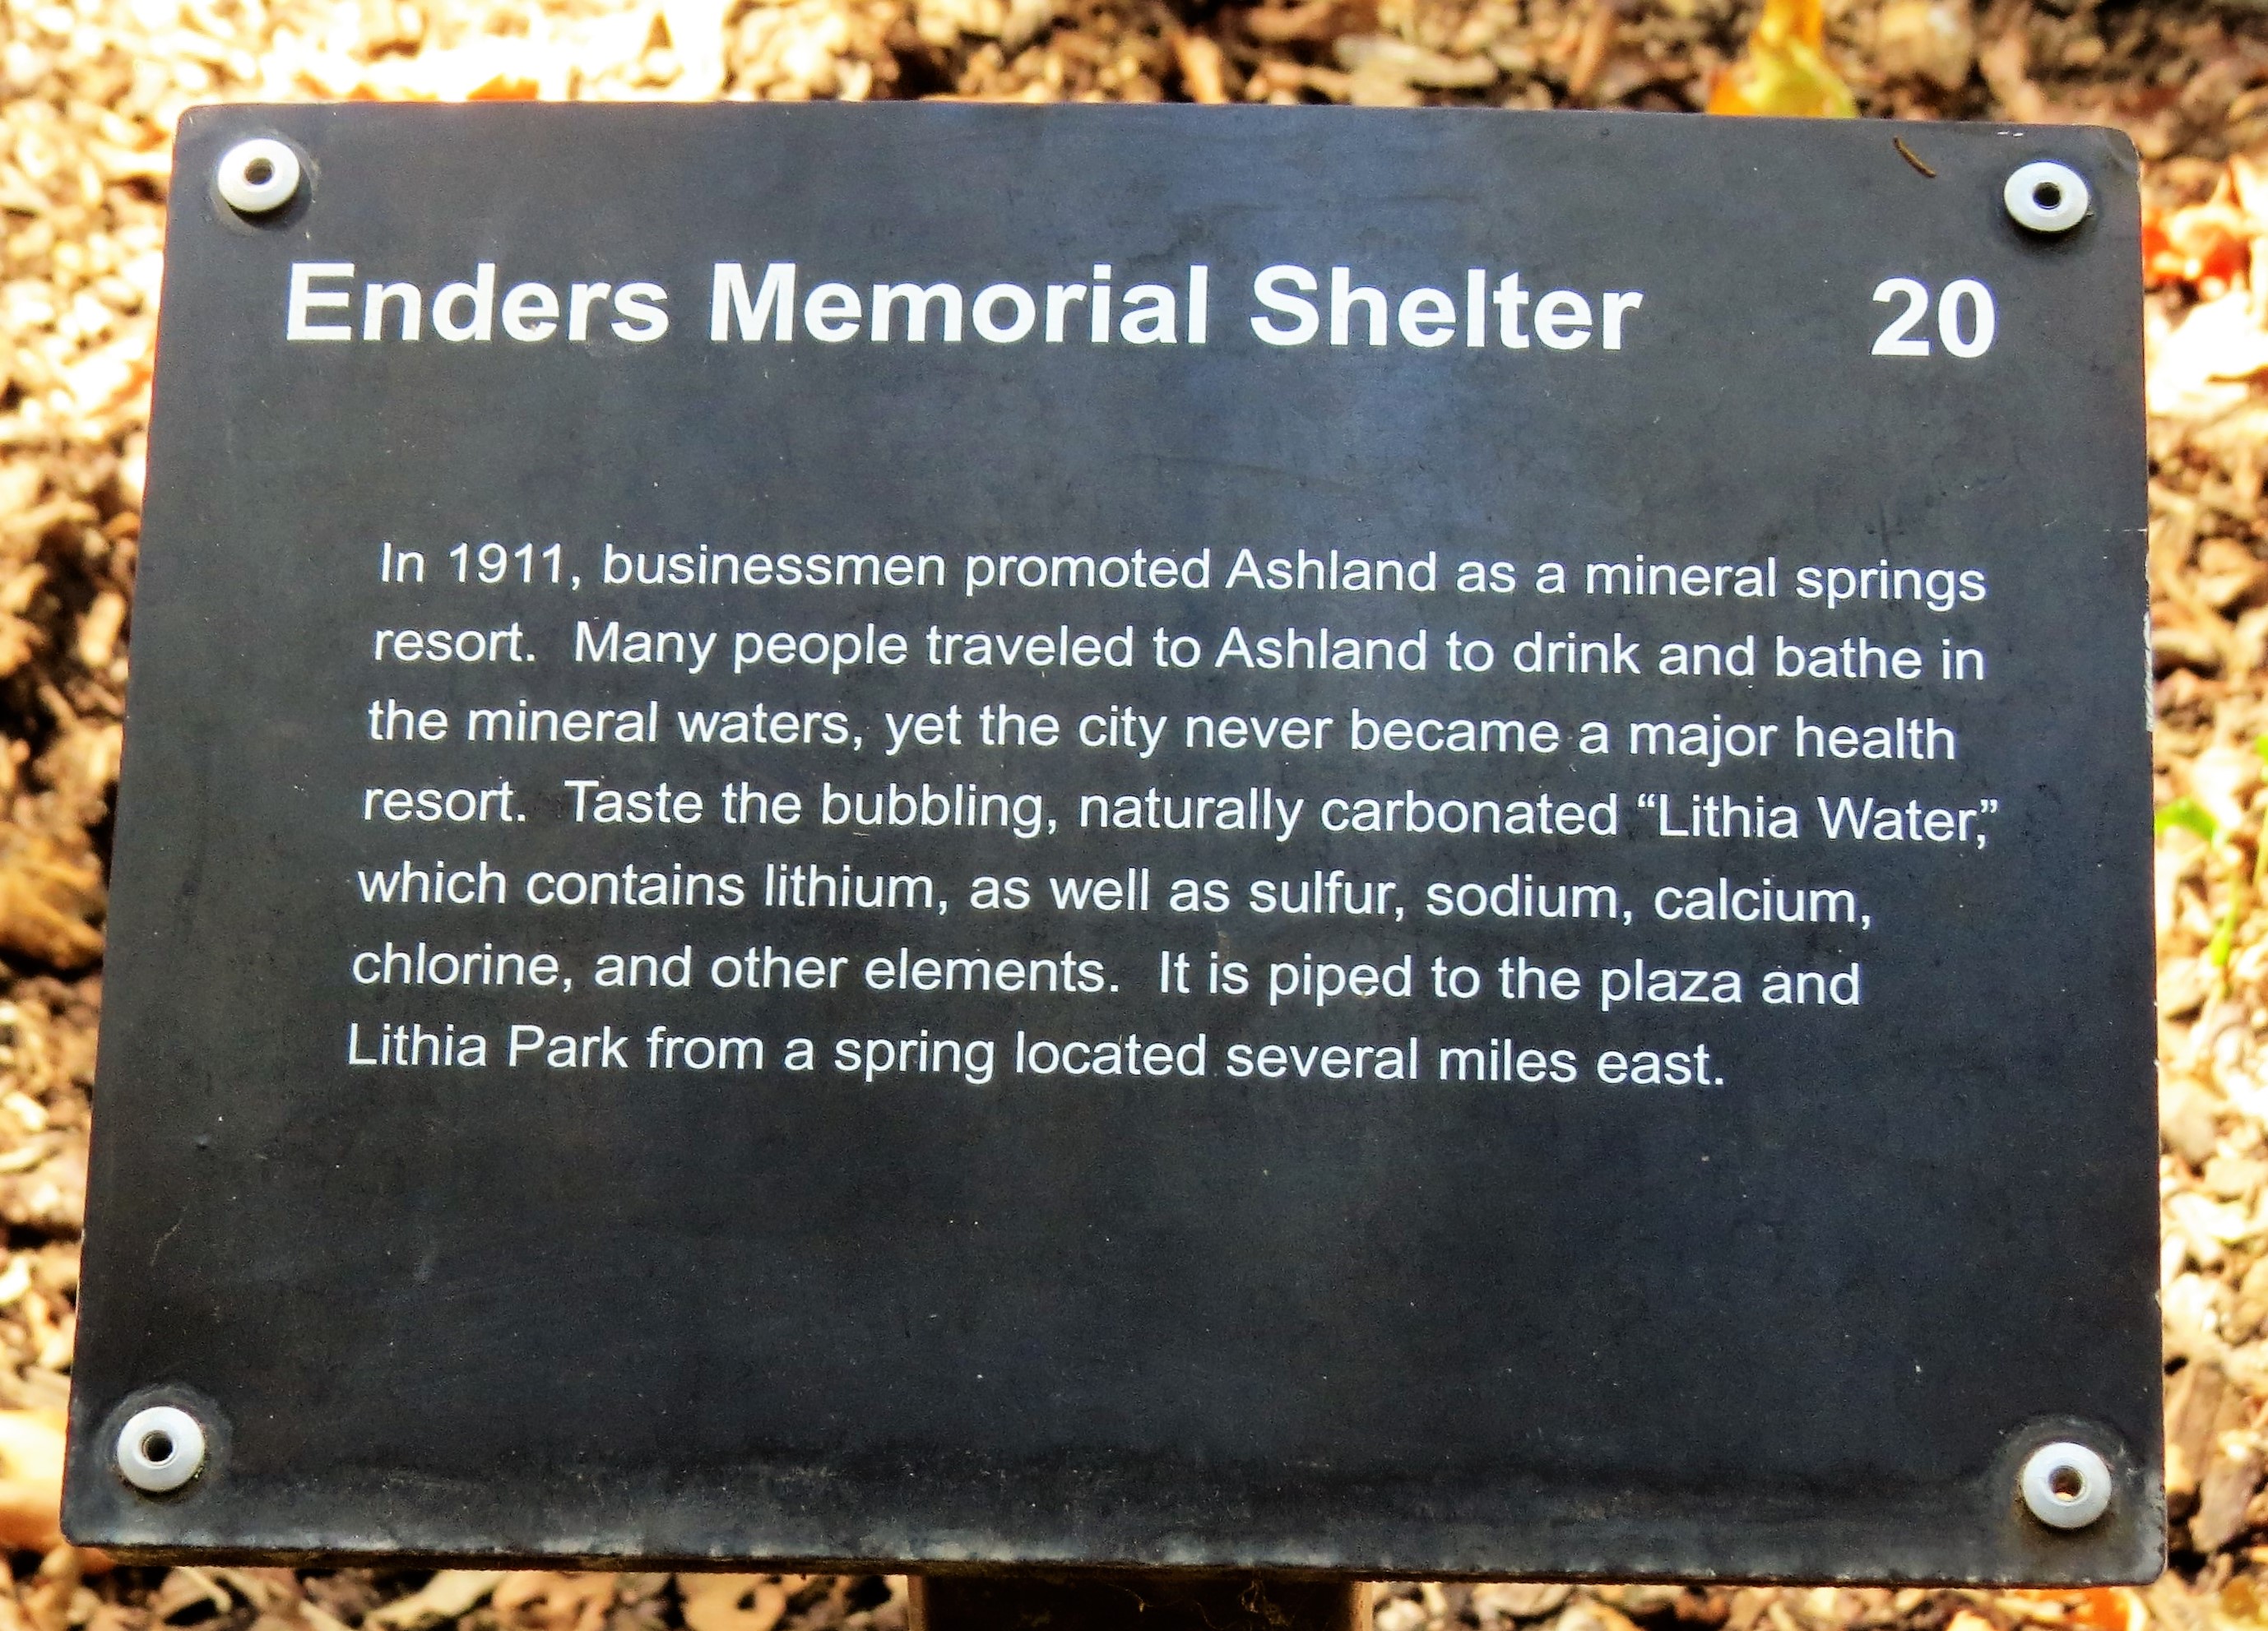 Enders Memorial Shelter 20
In 1911, businessmen promoted Ashland as a mineral springs
resort. Many people traveled to Ashland to drink and bathe in
the mineral waters, yet the city never became a major health
resort. Taste the bubbling, naturally carbonated “Lithia Water,”
which contains lithium, as well as sulfur, sodium, calcium,
chlorine, and other elements. It is piped to the plaza and
Lithia Park from a spring located several miles east.